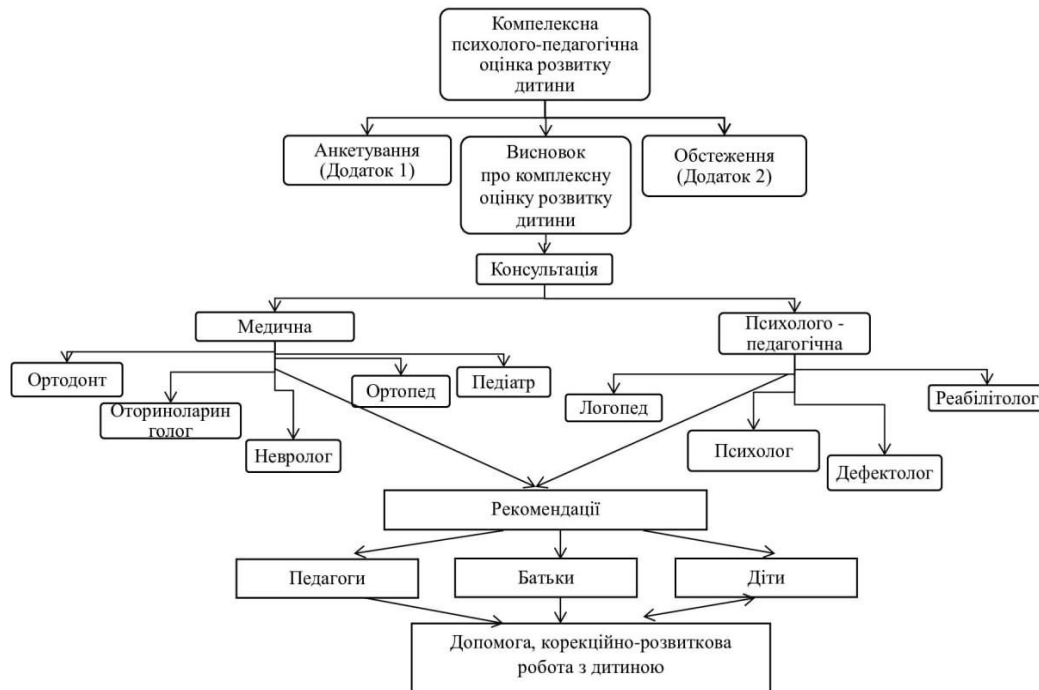 Компелексна
психолого-педагогічна
оцінка розвитку
дитини
Анкетування
(Додаток 1)
Висновок
про комплексну
оцінку розвитку
дитини
Обстеження
(Додаток 2)
Консультація
Медична
Психолого -
педагогічна
Ортодонт
Оториноларин
голог
Невролог
Ортопед
Педіатр
Логопед
Психолог
Дефектолог
Реабілітолог
Рекомендації
Педагоги
Батьки
Діти
Допомога, корекційно-розвиткова
робота з дитиною